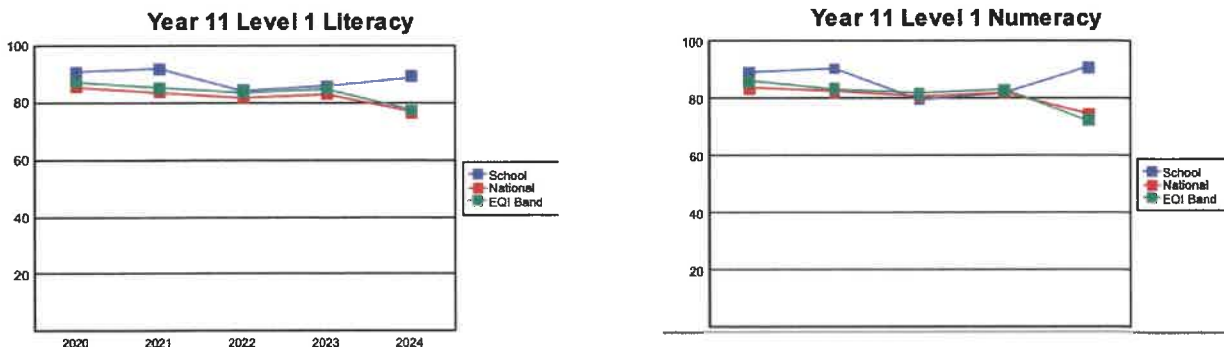 Year 11 Level 1 Literacy
100
80
60
40
20
2020 2021 2022 2023 2024
School
National
EQI Band
Year 11 Level 1 Numeracy
100
80
60
40
20
School
National
EQI Band